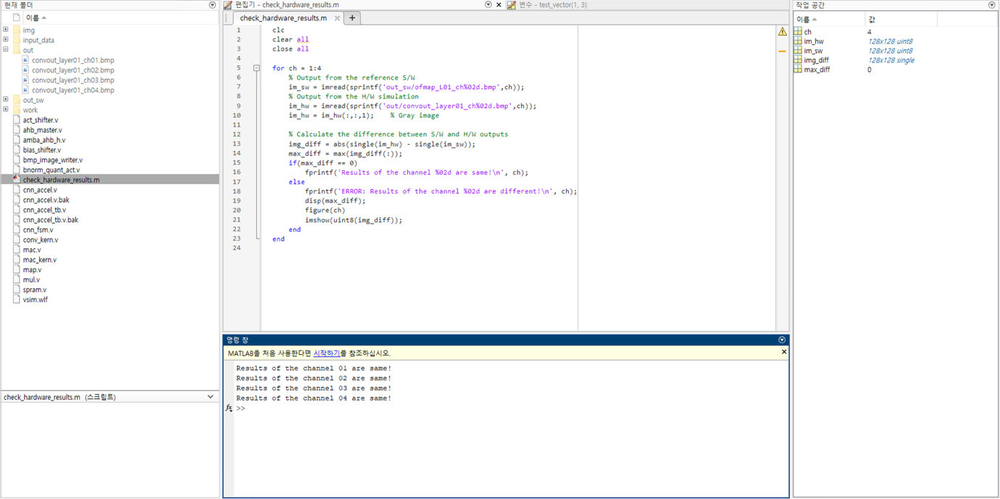 현재 폴더
이름
img
input_data
out
convout_layer01_ch01.bmp
convout_layer01_ch02.bmp
convout_layer01_ch03.bmp
convout_layer01_ch04.bmp
out_sw
work
act_shifter.v
ahb_master.v
amba_ahb_h.v
bias_shifter.v
bmp_image_writer.v
bnorm_quant_act.v
check_hardware_results.m
cnn_accel.v
cnn_accel.v.bak
cnn_accel_tb.v
cnn_accel_tb.v.bak
cnn_fsm.v
conv_kern.v
mac.v
mac_kern.v
map.v
mul.v
spram.v
vsim.wlf
check_hardware_results.m (스크립트)
편집기 - check_hardware_results.m
변수 - test_vector{1, 3}
check_hardware_results.m
1 clc
2 clear all
3 close all
4
5 for ch = 1:4
6 % Output from the reference S/W
7 im_sw = imread(sprintf('out_sw/ofmap_L01_ch%02d.bmp',ch));
8 % Output from the H/W simulation
9 im_hw = imread(sprintf('out/convout_layer01_ch%02d.bmp',ch));
10 im_hw = im_hw(:,:,1); % Gray image
11
12 % Calculate the difference between S/W and H/W outputs
13 img_diff = abs(single(im_hw) - single(im_sw));
14 max_diff = max(img_diff(:));
15 if(max_diff == 0)
16 fprintf('Results of the channel %02d are same!\n', ch);
17 else
18 fprintf('ERROR: Results of the channel %02d are different!\n', ch);
19 disp(max_diff);
20 figure(ch)
21 imshow(uint8(img_diff));
22 end
23 end
24
명령 창
MATLAB을 처음 사용한다면 시작하기를 참조하십시오.
Results of the channel 01 are same!
Results of the channel 02 are same!
Results of the channel 03 are same!
Results of the channel 04 are same!
fx >>
작업 공간
이름 값
ch 4
im_hw 128x128 uint8
im_sw 128x128 uint8
img_diff 128x128 single
max_diff 0